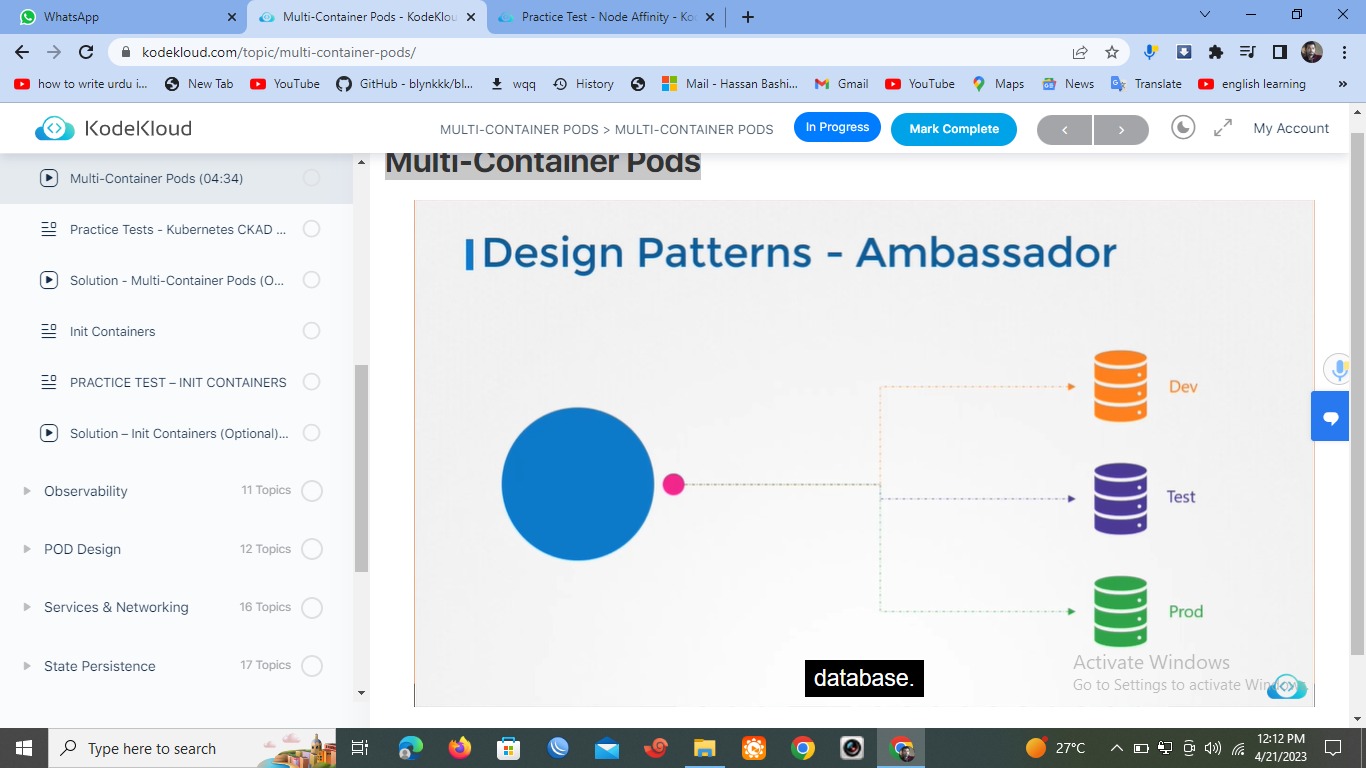 WhatsApp
Multi-Container Pods - KodeKlou
Practice Test - Node Affinity - Ko
kodekloud.com/topic/multi-container-pods/
how to write urdu i...
New Tab
YouTube
GitHub - blynkkk/bl...
wqq
History
Mail - Hassan Bashi...
Gmail
YouTube
Maps
News
Translate
english learning
»
KodeKloud
MULTI-CONTAINER PODS > MULTI-CONTAINER PODS
In Progress
Mark Complete
My Account
Multi-Container Pods (04:34)
Practice Tests - Kubernetes CKAD ...
Solution - Multi-Container Pods (O...
Init Containers
PRACTICE TEST – INIT CONTAINERS
Solution – Init Containers (Optional)...
Observability 11 Topics
POD Design 12 Topics
Services & Networking 16 Topics
State Persistence 17 Topics
Multi-Container Pods
Design Patterns - Ambassador
Dev
Test
Prod
database.
Activate Windows
Go to Settings to activate Windows.
Type here to search
27°C
12:12 PM
4/21/2023